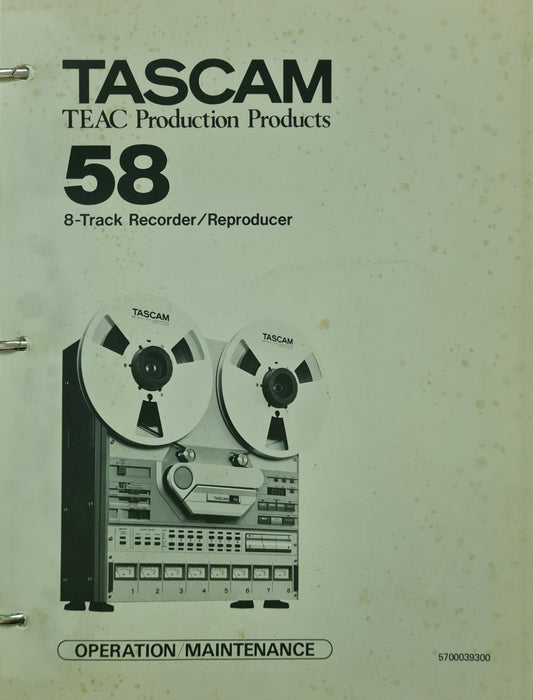 TASCAM
TEAC Production Products
58
8-Track Recorder/Reproducer
TASCAM
TASCAM
TASCAM
1 2 3 4 5 6 7 8
OPERATION/MAINTENANCE
5700039300